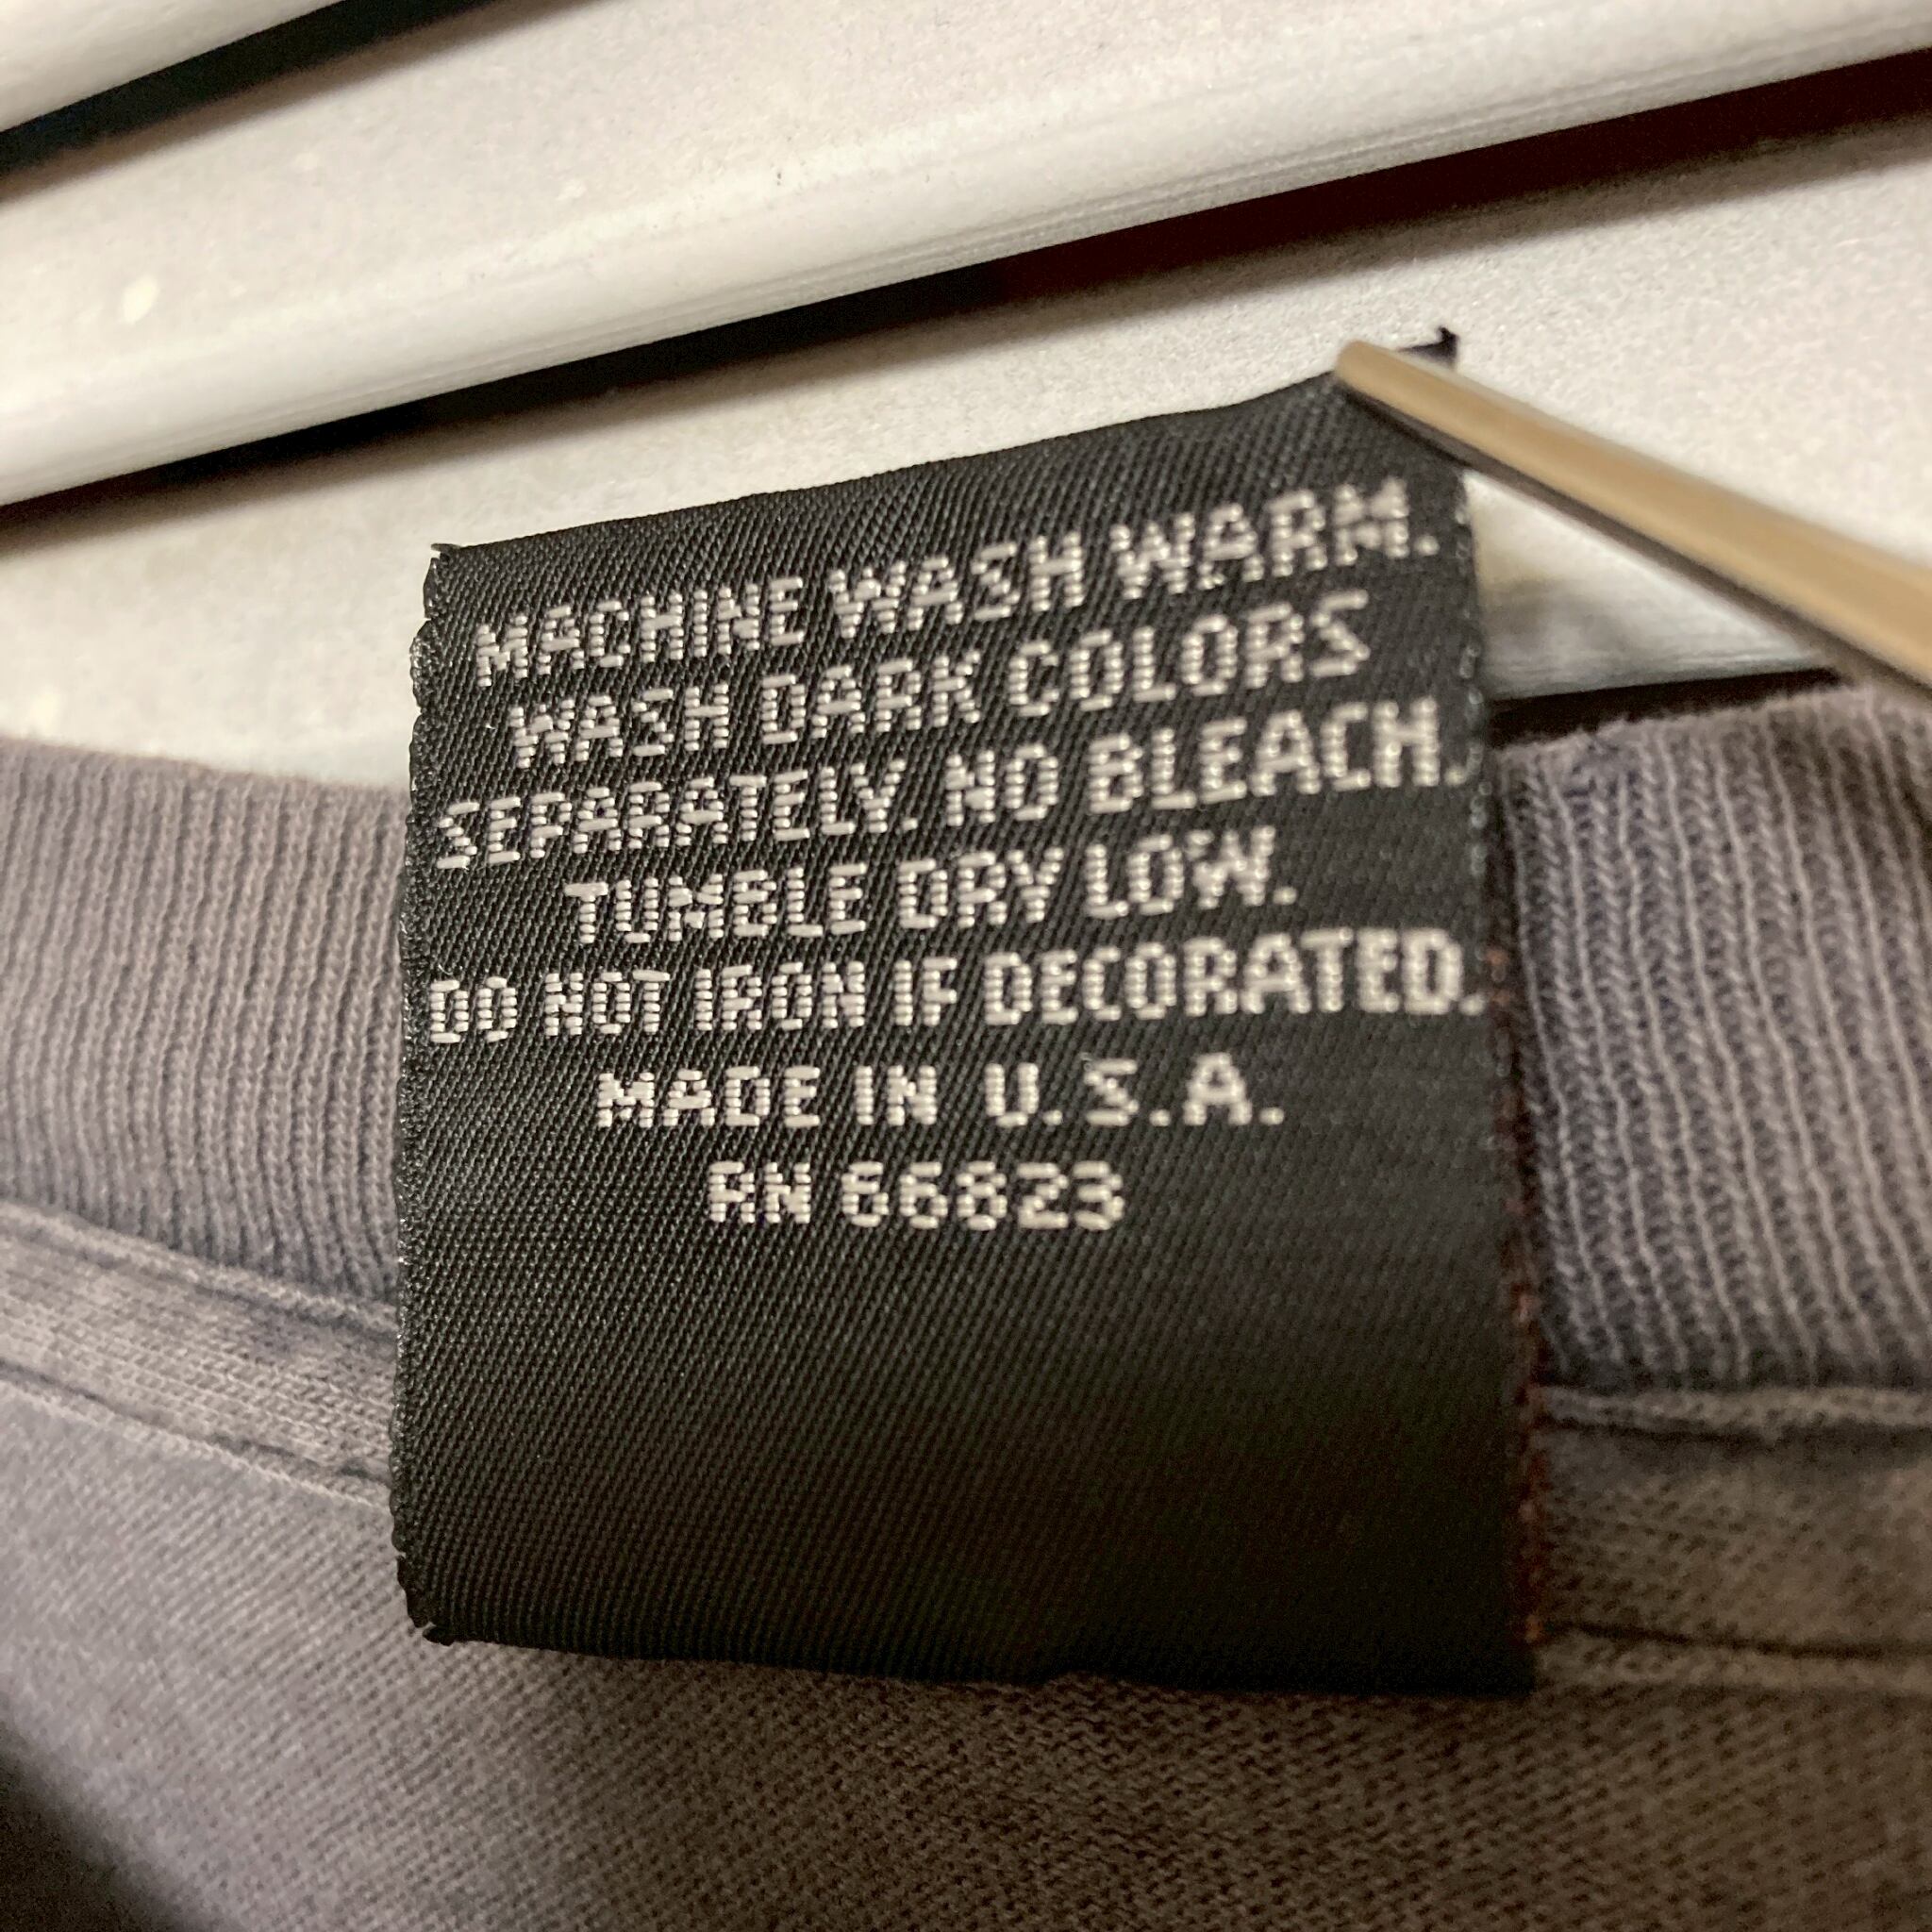 MACHINE WASH WARM.
WASH DARK COLORS
SEPARATELY. NO BLEACH.
TUMBLE DRY LOW.
DO NOT IRON IF DECORATED.
MADE IN U.S.A.
RN 66823